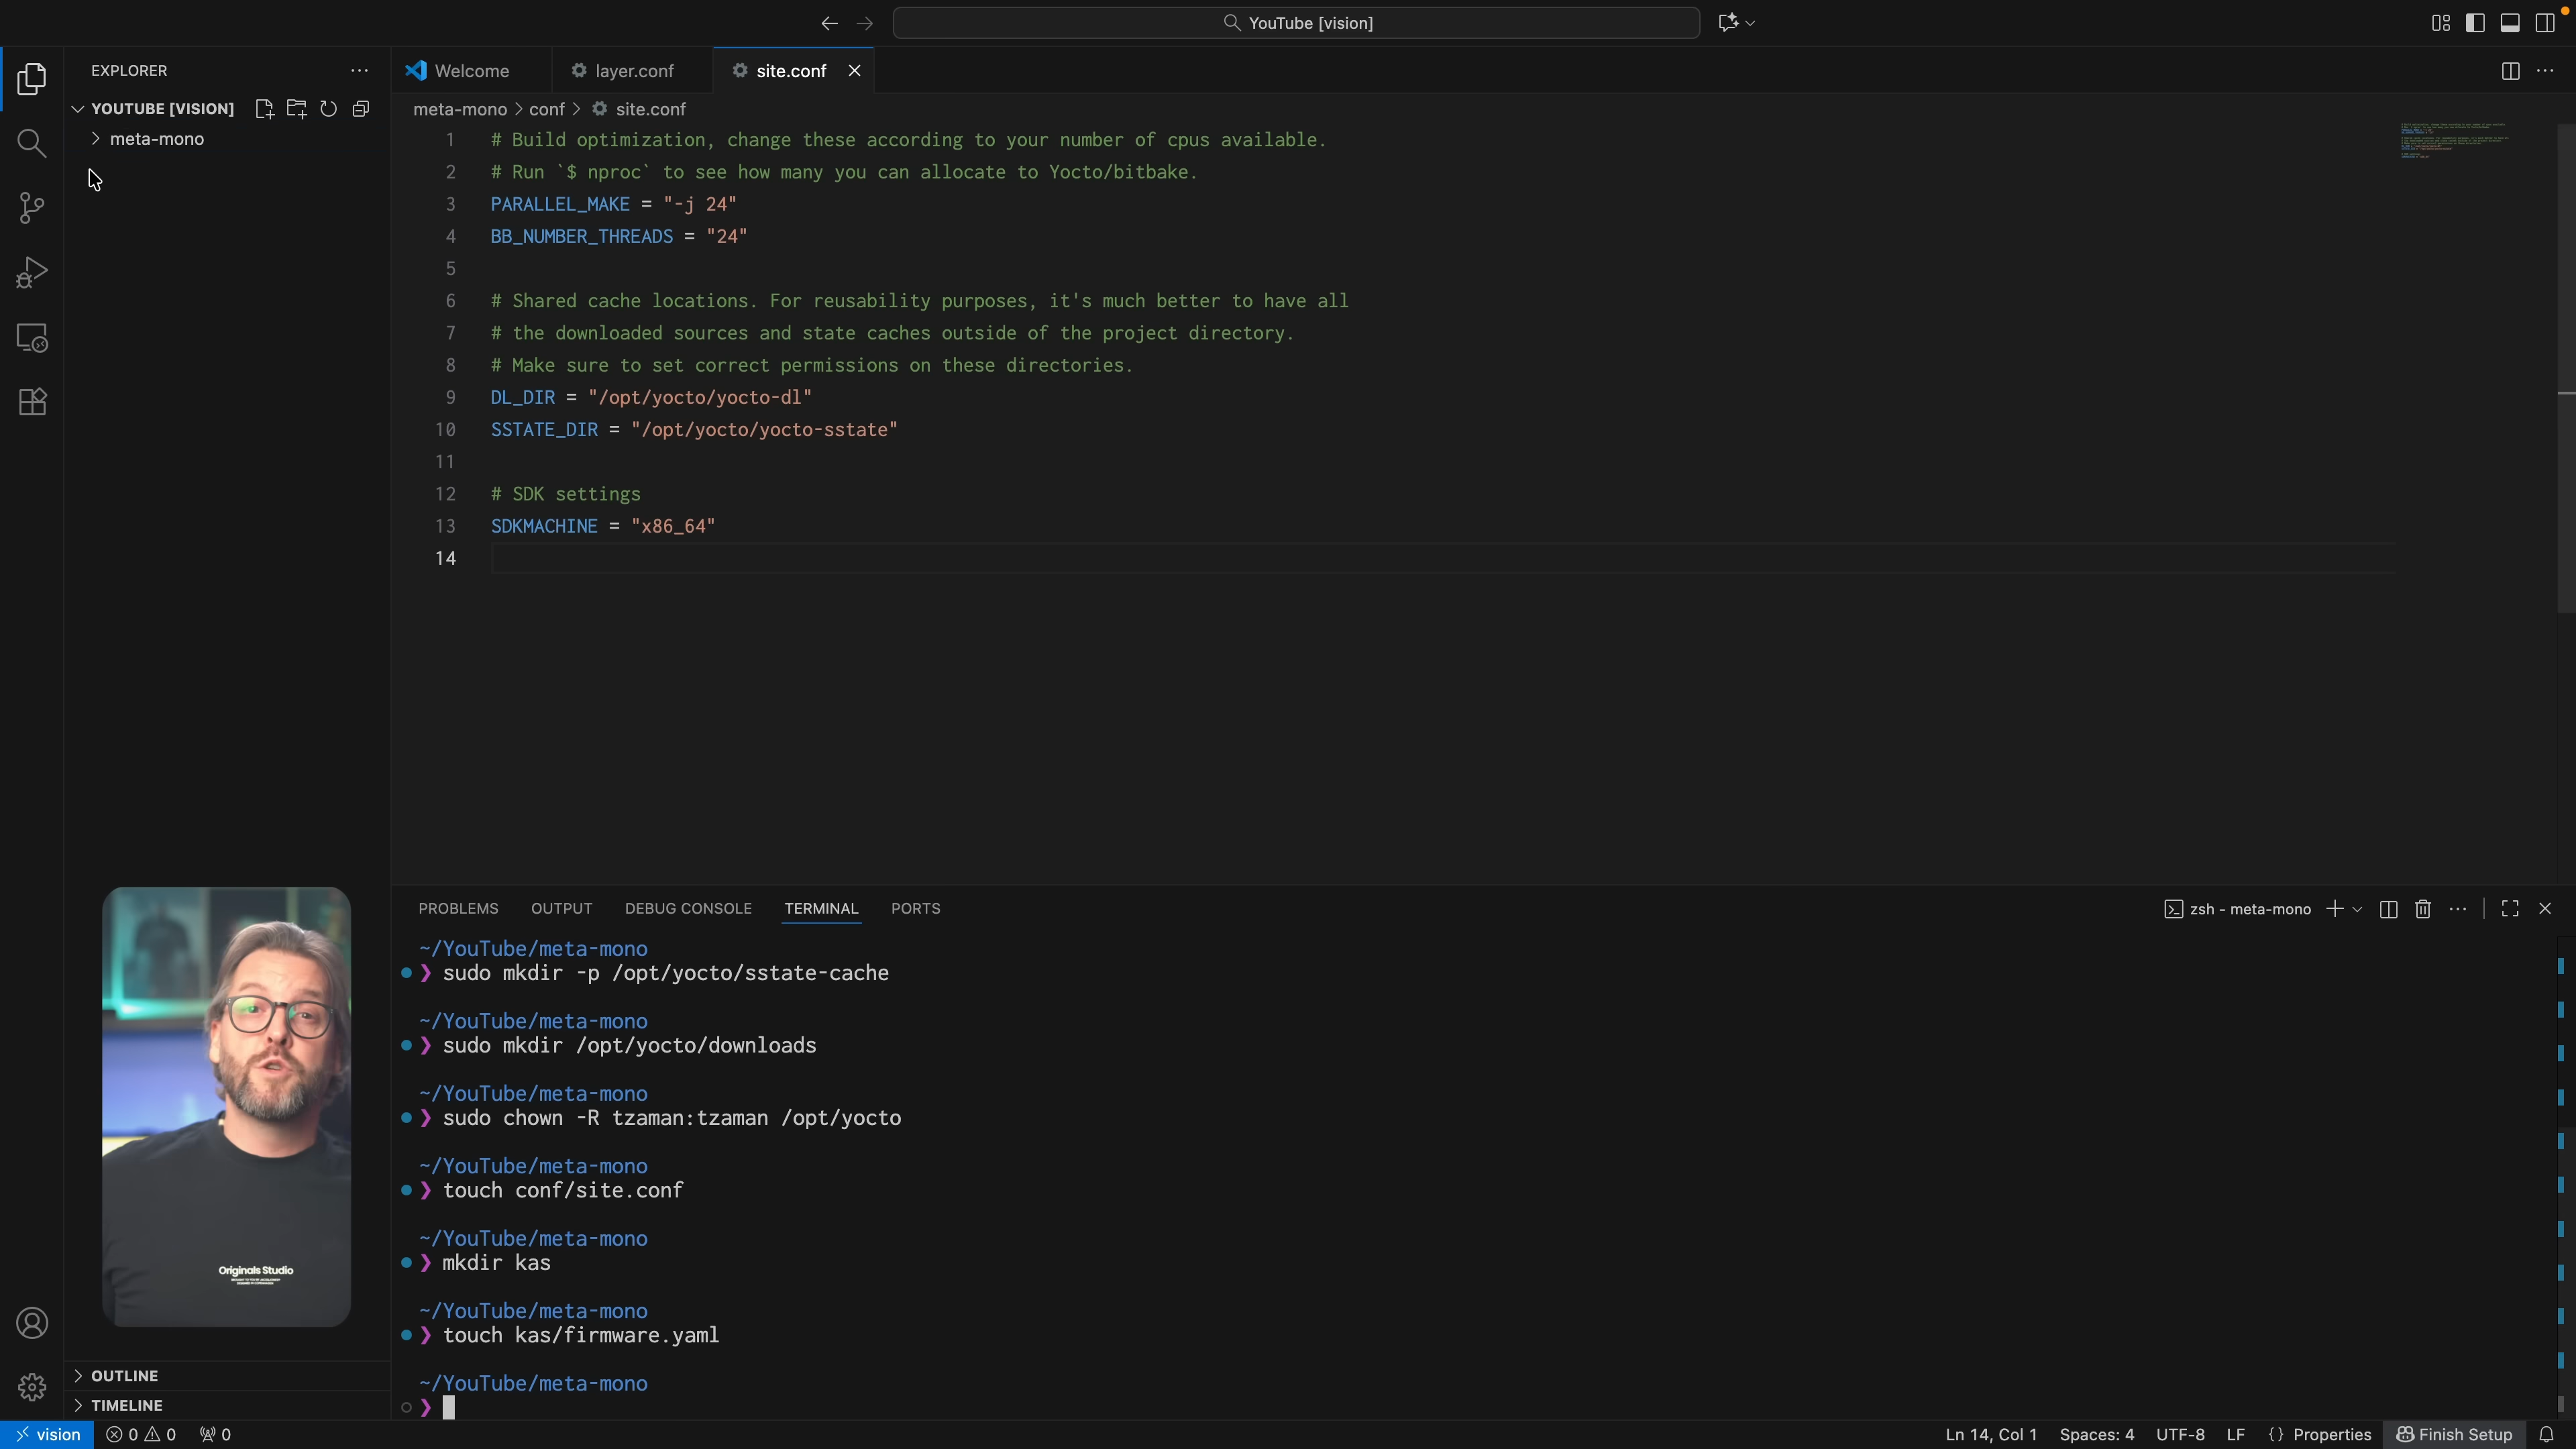 YouTube [vision]
EXPLORER
YOUTUBE [VISION]
meta-mono
Welcome
layer.conf
site.conf
meta-mono > conf > site.conf
1 # Build optimization, change these according to your number of cpus available.
2 # Run `$ nproc` to see how many you can allocate to Yocto/bitbake.
3 PARALLEL_MAKE = "-j 24"
4 BB_NUMBER_THREADS = "24"
5
6 # Shared cache locations. For reusability purposes, it's much better to have all
7 # the downloaded sources and state caches outside of the project directory.
8 # Make sure to set correct permissions on these directories.
9 DL_DIR = "/opt/yocto/yocto-dl"
10 SSTATE_DIR = "/opt/yocto/yocto-sstate"
11
12 # SDK settings
13 SDKMACHINE = "x86_64"
14
PROBLEMS OUTPUT DEBUG CONSOLE TERMINAL PORTS
zsh - meta-mono
~/YouTube/meta-mono
❯ sudo mkdir -p /opt/yocto/sstate-cache
~/YouTube/meta-mono
❯ sudo mkdir /opt/yocto/downloads
~/YouTube/meta-mono
❯ sudo chown -R tzaman:tzaman /opt/yocto
~/YouTube/meta-mono
❯ touch conf/site.conf
~/YouTube/meta-mono
❯ mkdir kas
~/YouTube/meta-mono
❯ touch kas/firmware.yaml
~/YouTube/meta-mono
❯
Originals Studio
OUTLINE
TIMELINE
vision 0 0 0
Ln 14, Col 1 Spaces: 4 UTF-8 LF {} Properties Finish Setup